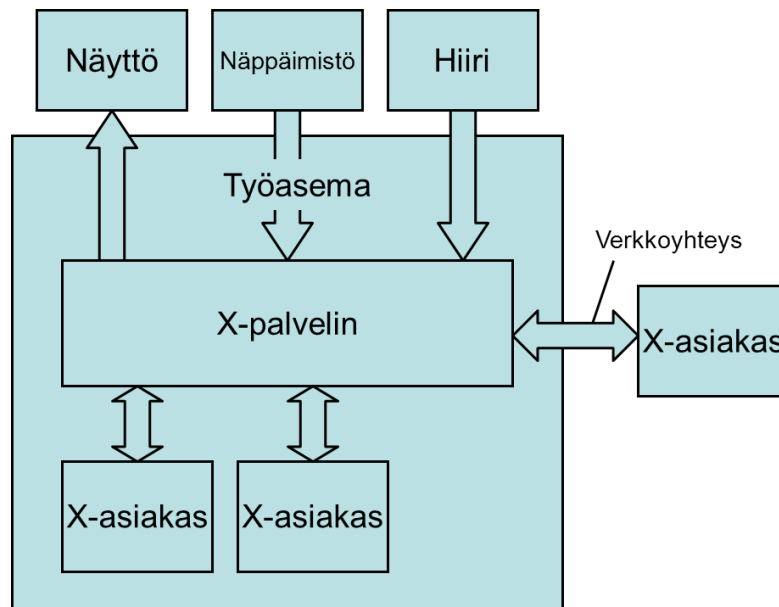 Näyttö
Näppäimistö
Hiiri
Työasema
Verkkoyhteys
X-palvelin
X-asiakas
X-asiakas
X-asiakas